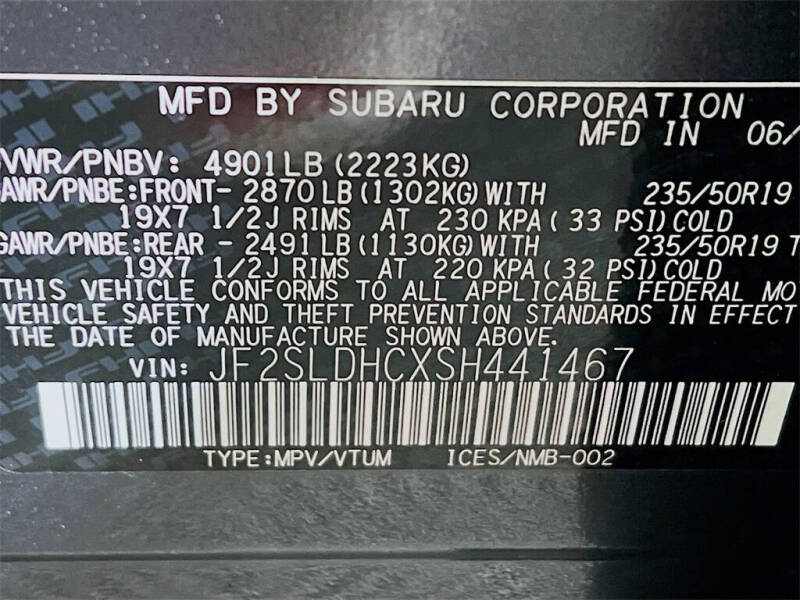 MFD BY SUBARU CORPORATION
MFD IN 06/
VWR/PNBV: 4901LB (2223KG)
AWR/PNBE:FRONT- 2870 LB (1302KG) WITH 235/50R19
19X7 1/2J RIMS AT 230 KPA ( 33 PSI) COLD
GAWR/PNBE:REAR - 2491 LB (1130KG) WITH 235/50R19 T
19X7 1/2J RIMS AT 220 KPA ( 32 PSI) COLD
THIS VEHICLE CONFORMS TO ALL APPLICABLE FEDERAL MO
VEHICLE SAFETY AND THEFT PREVENTION STANDARDS IN EFFECT
THE DATE OF MANUFACTURE SHOWN ABOVE.
VIN: JF2SLDHCXSH441467
TYPE:MPV/VTUM ICES/NMB-002